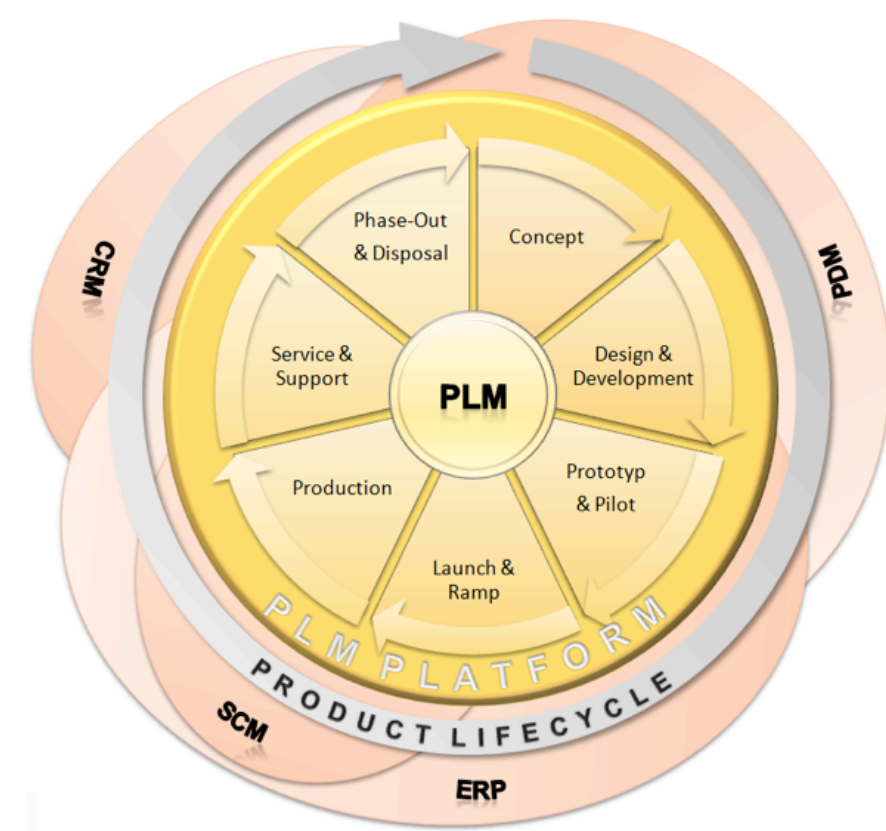 CRM
PDM
Phase-Out
& Disposal
Concept
Service &
Support
PLM
Design &
Development
Production
Prototyp
& Pilot
Launch &
Ramp
PLM PLATFORM
PRODUCT LIFECYCLE
SCM
ERP